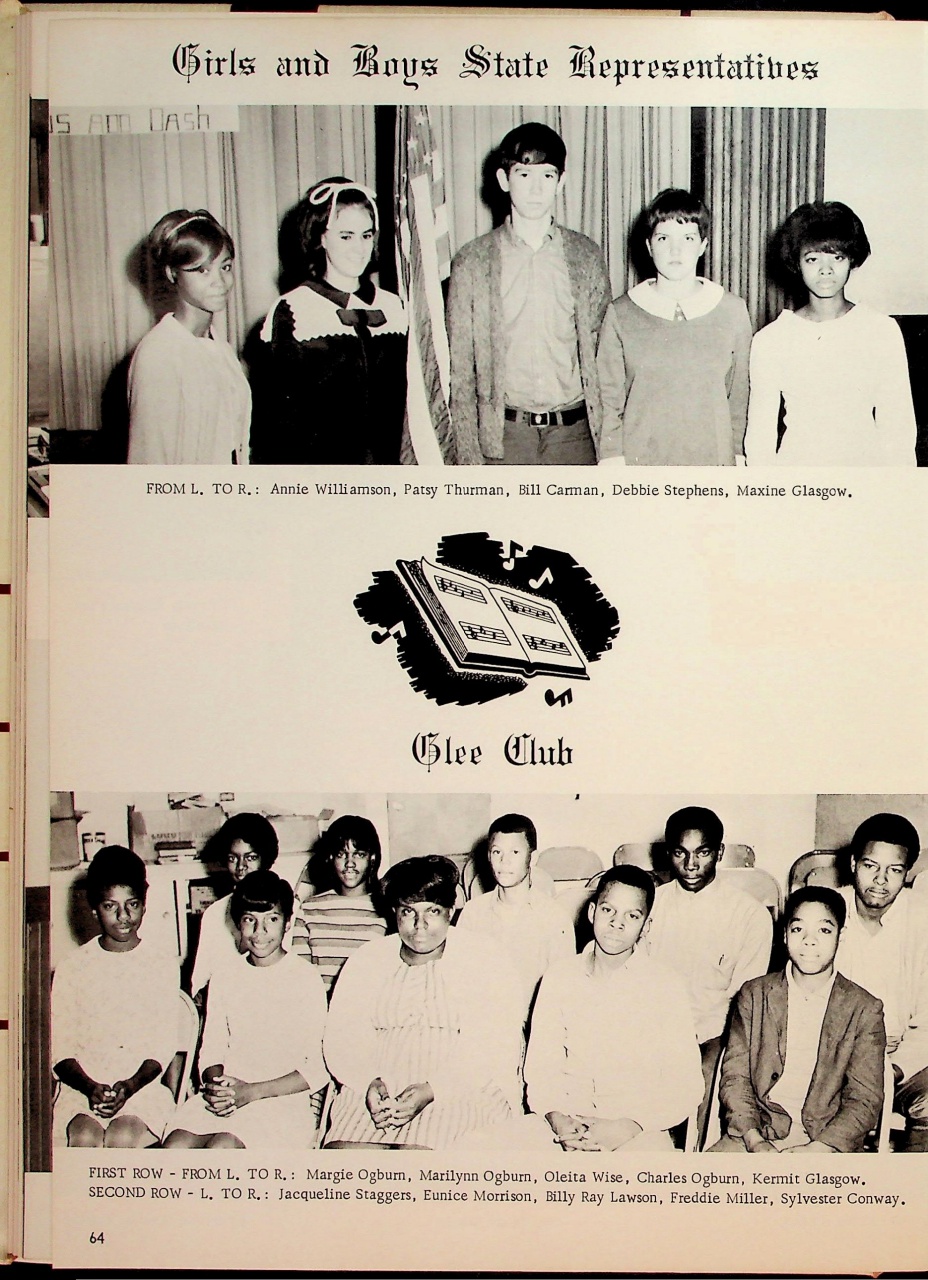 Girls and Boys State Representatives
us and Dash
FROM L. TO R.: Annie Williamson, Patsy Thurman, Bill Carman, Debbie Stephens, Maxine Glasgow.
Glee Club
FIRST ROW - FROM L. TO R.: Margie Ogburn, Marilynn Ogburn, Oleita Wise, Charles Ogburn, Kermit Glasgow.
SECOND ROW - L. TO R.: Jacqueline Staggers, Eunice Morrison, Billy Ray Lawson, Freddie Miller, Sylvester Conway.
64